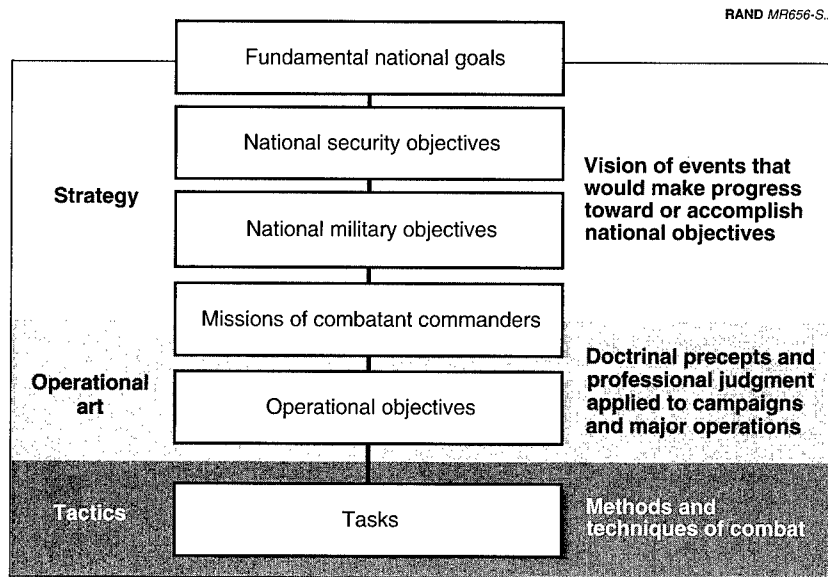 RAND MR656-S.
Fundamental national goals
National security objectives
Strategy
National military objectives
Vision of events that
would make progress
toward or accomplish
national objectives
Missions of combatant commanders
Operational
art
Operational objectives
Doctrinal precepts and
professional judgment
applied to campaigns
and major operations
Tactics
Tasks
Methods and
techniques of combat